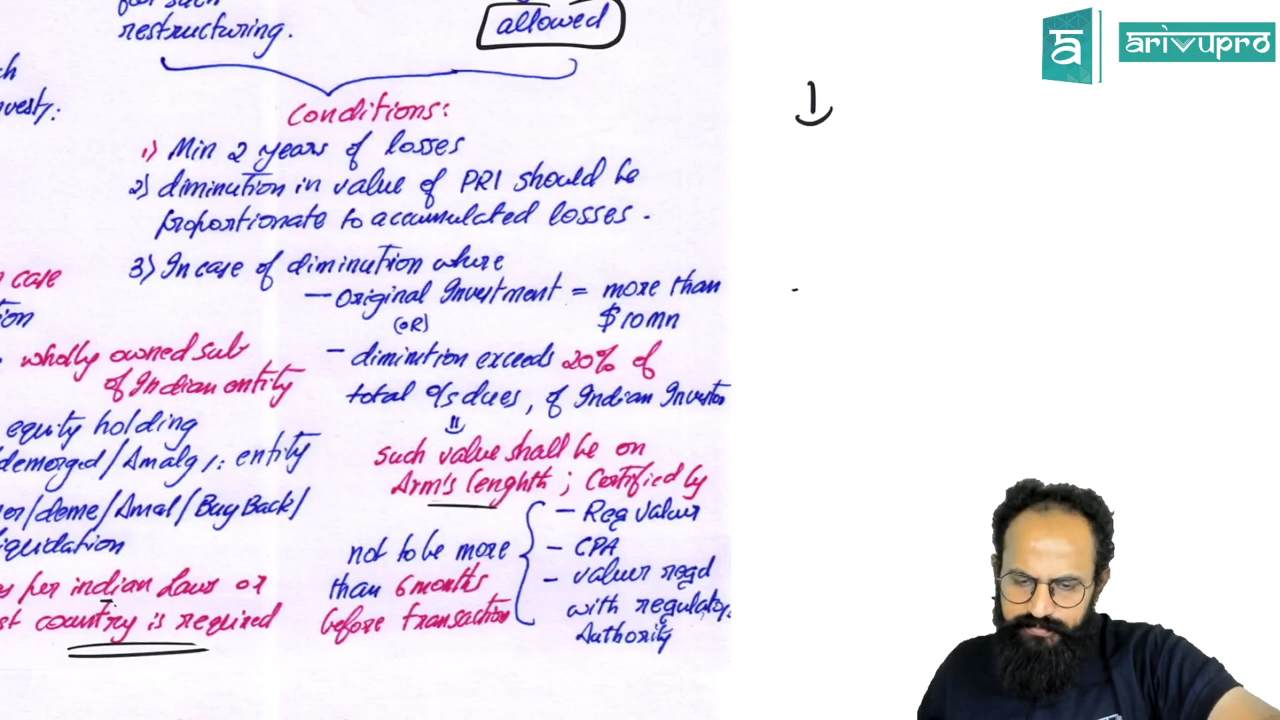 restructuring.
allowed
arivupro
vest:
Conditions:
1) Min 2 years of losses
2) diminution in value of PRI should be
proportionate to accumulated losses.
3) In case of diminution where
- Original Investment = more than
(OR)
$10mn
- diminution exceeds 20% of
total o/s dues, of Indian Investor
such value shall be on
Arm's lenghth ; Certified by
- Reg valuer
not to be more
- CPA
than 6 months
- valuer regd
before transaction
with regulatory
Authority
case
wholly owned sub
of Indian entity
equity holding
demerged/Amalg/: entity
/deme/Amal/BuyBack/
liquidation
per indian laws or
country is required
1